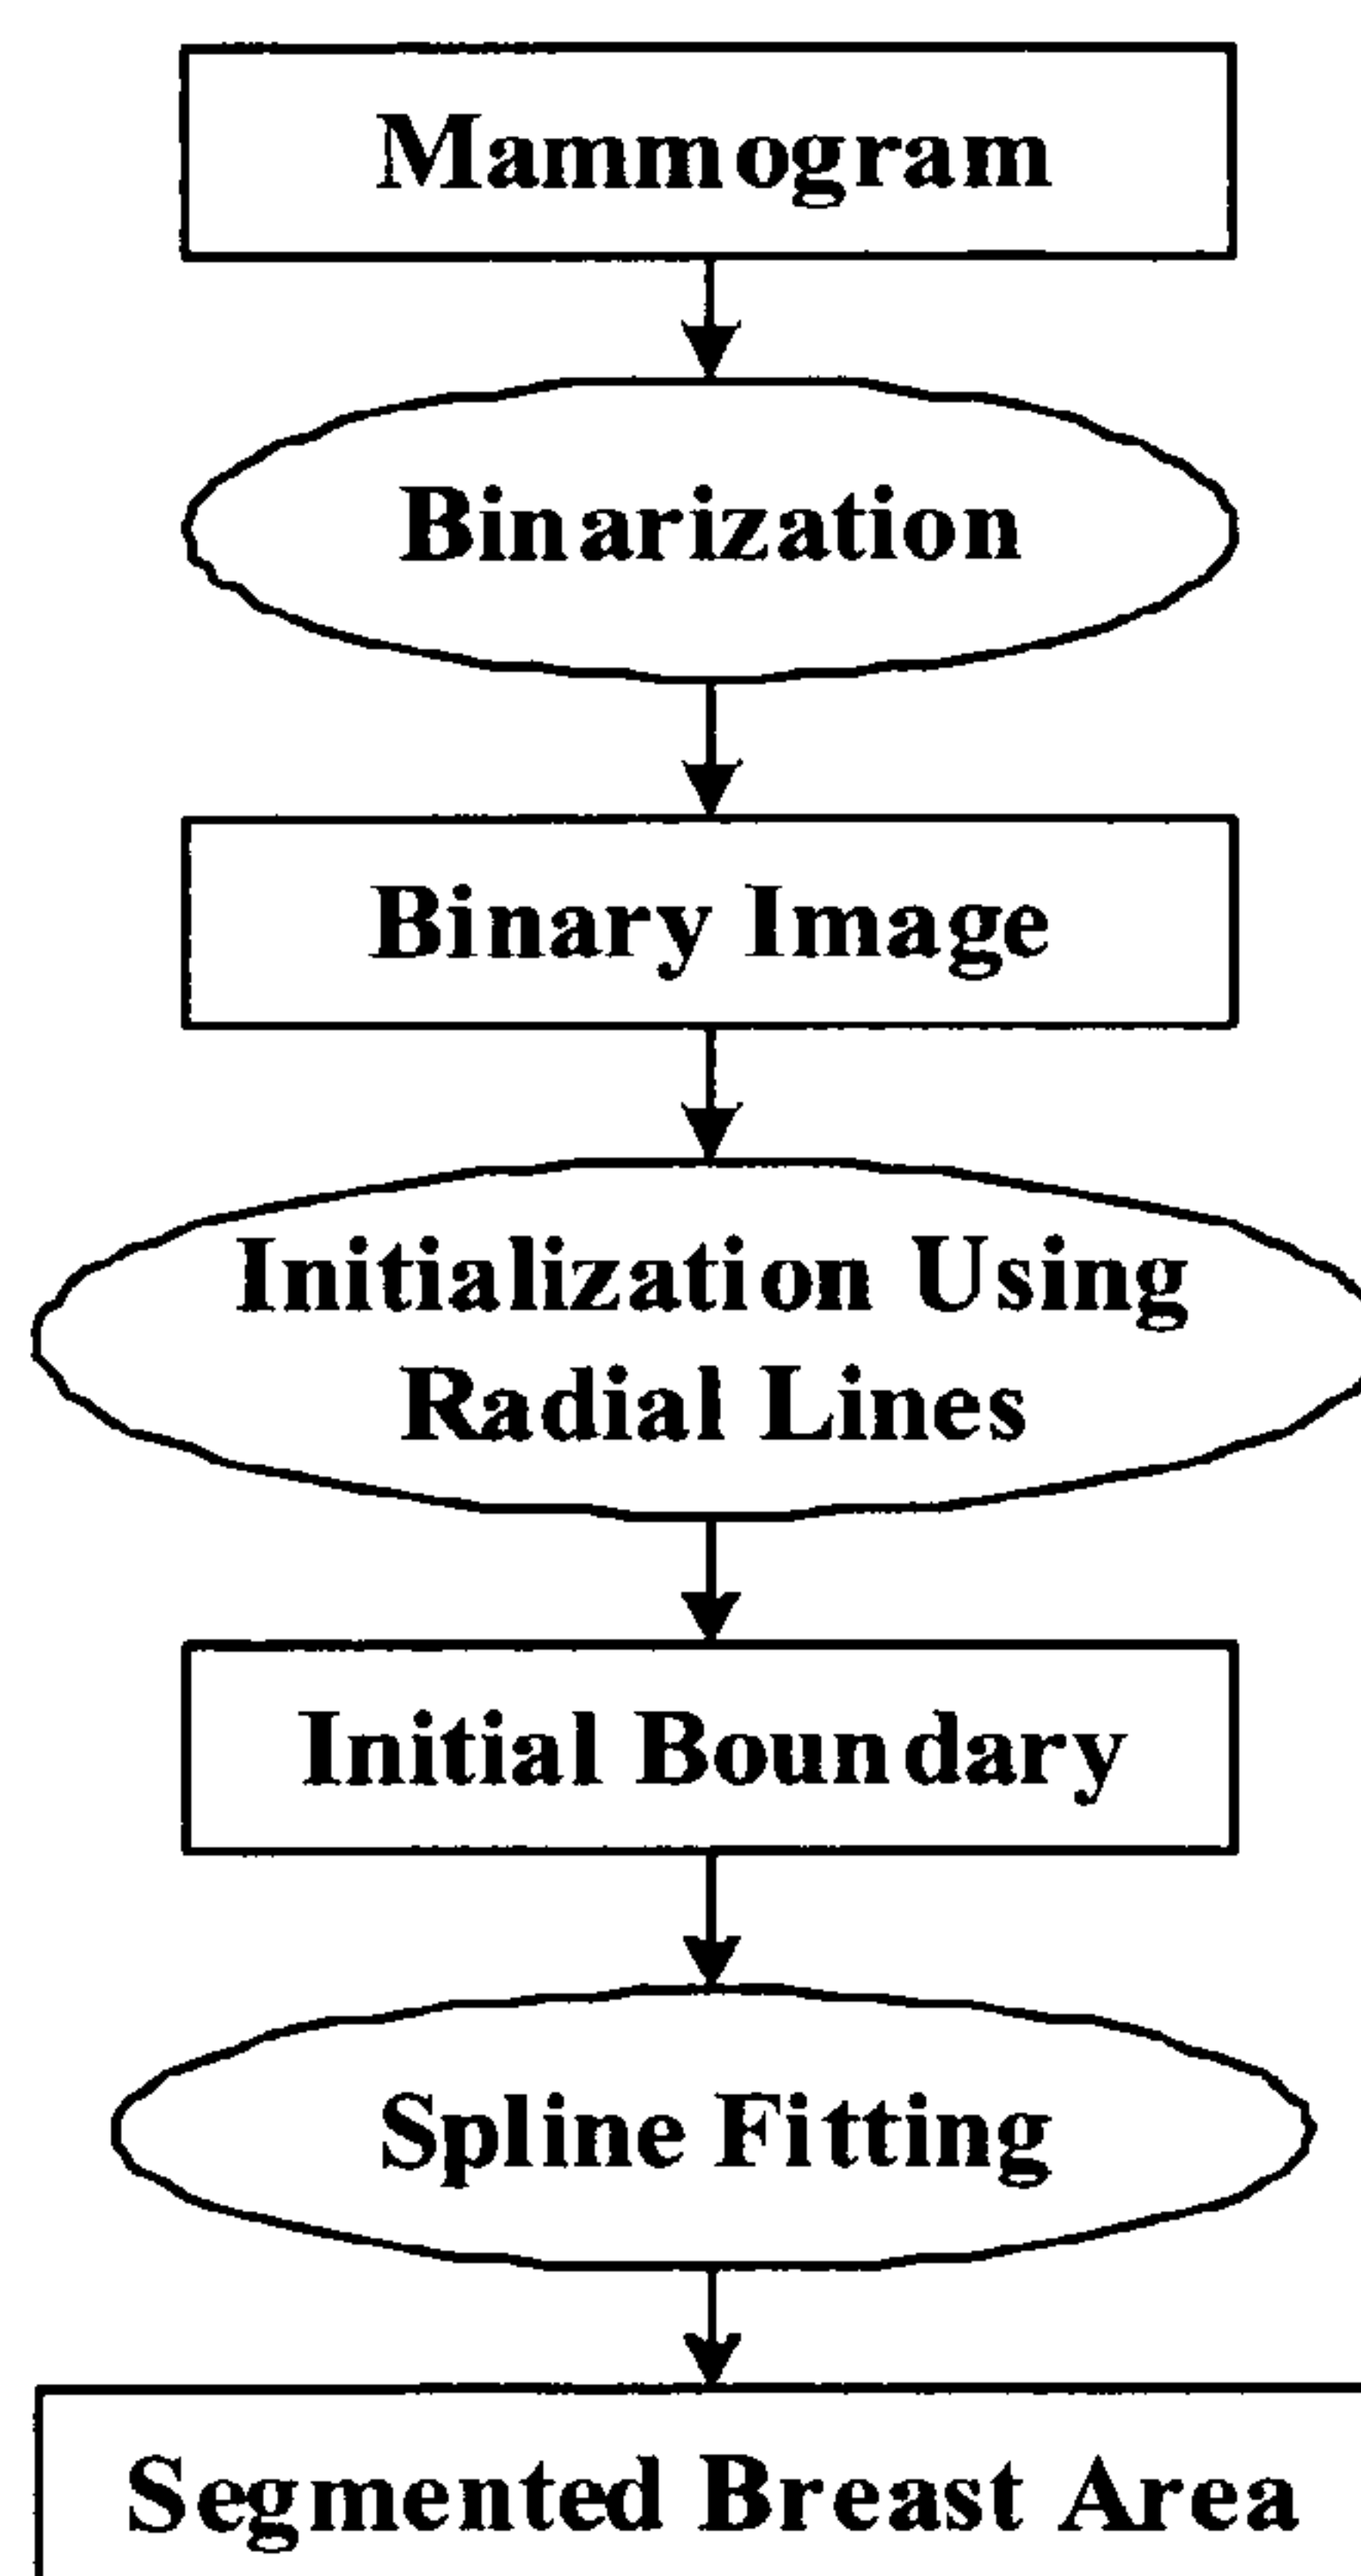 Mammogram
Binarization
Binary Image
Initialization Using
Radial Lines
Initial Boundary
Spline Fitting
Segmented Breast Area